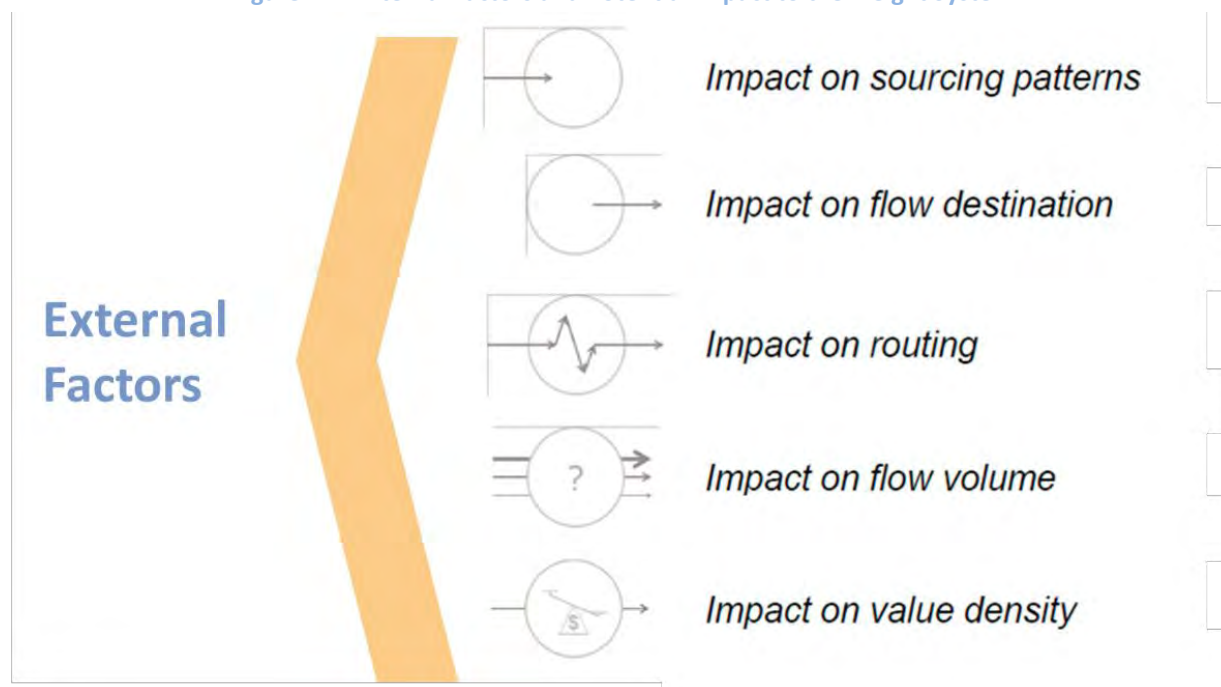 External
Factors
Impact on sourcing patterns
Impact on flow destination
Impact on routing
?
Impact on flow volume
$
Impact on value density